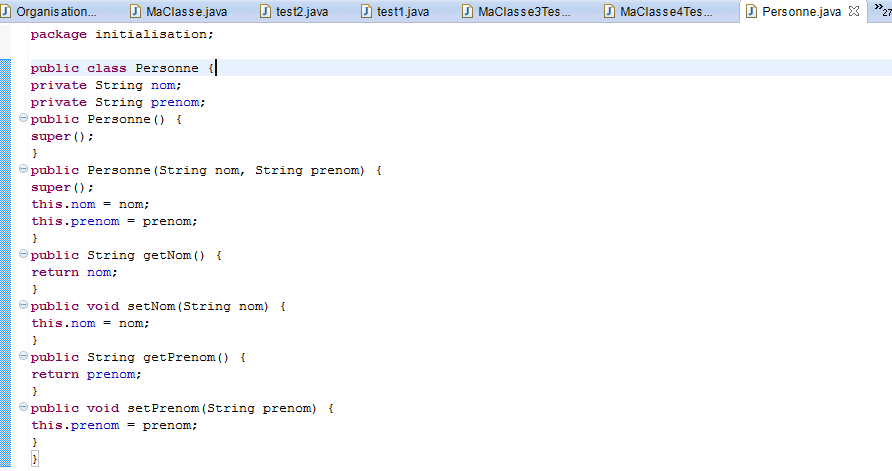 Organisation... MaClasse.java test2.java test1.java MaClasse3Tes... MaClasse4Tes... Personne.java »27
package initialisation;
public class Personne {
private String nom;
private String prenom;
public Personne() {
super();
}
public Personne(String nom, String prenom) {
super();
this.nom = nom;
this.prenom = prenom;
}
public String getNom() {
return nom;
}
public void setNom(String nom) {
this.nom = nom;
}
public String getPrenom() {
return prenom;
}
public void setPrenom(String prenom) {
this.prenom = prenom;
}
}